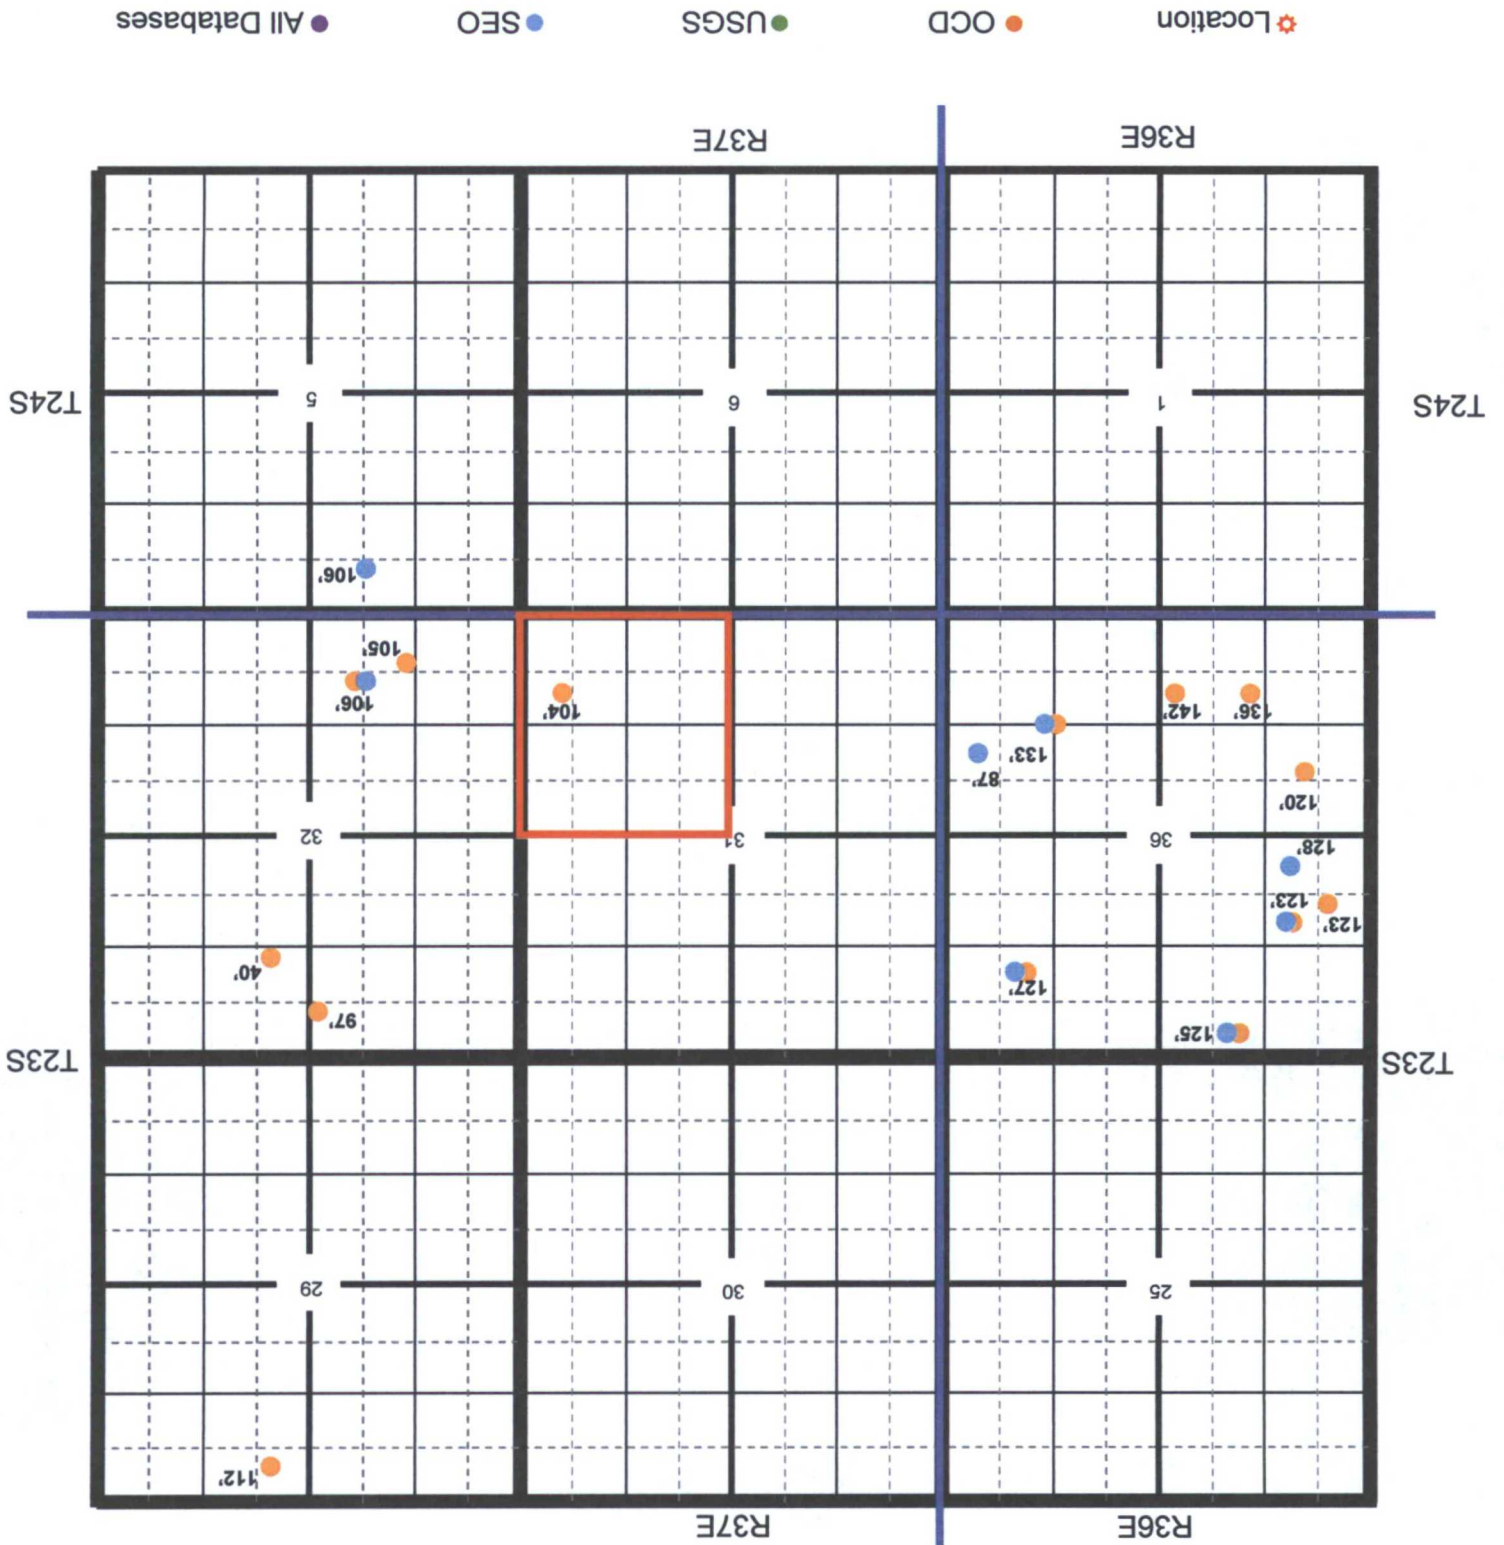 R36E R37E
112'
25 30 29
T23S T23S
125'
97'
127'
40'
123'
123'
128'
36 31 32
120'
87'
133'
136' 142' 104' 106'
105'
106'
T24S 1 6 5 T24S
R36E R37E
Location OCD USGS SEO All Databases